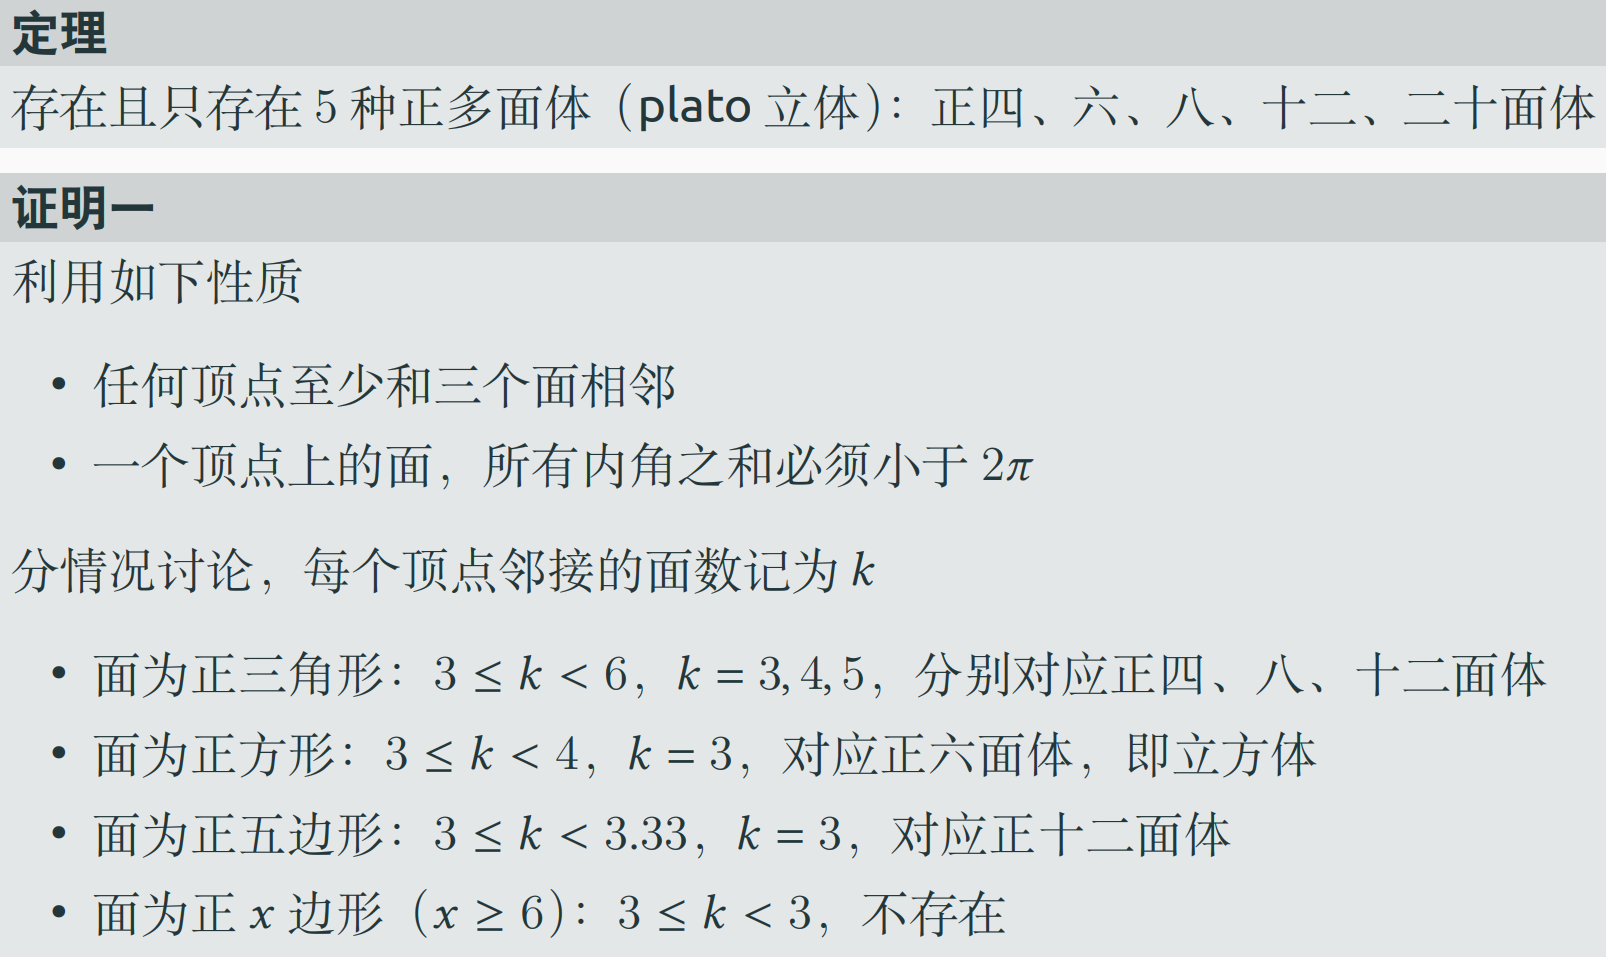 定理
存在且只存在 5 种正多面体（plato 立体）：正四、六、八、十二、二十面体
证明一
利用如下性质
• 任何顶点至少和三个面相邻
• 一个顶点上的面，所有内角之和必须小于 2π
分情况讨论，每个顶点邻接的面数记为 k
• 面为正三角形：3 ≤ k < 6，k = 3, 4, 5，分别对应正四、八、十二面体
• 面为正方形：3 ≤ k < 4，k = 3，对应正六面体，即立方体
• 面为正五边形：3 ≤ k < 3.33，k = 3，对应正十二面体
• 面为正 x 边形（x ≥ 6）：3 ≤ k < 3，不存在